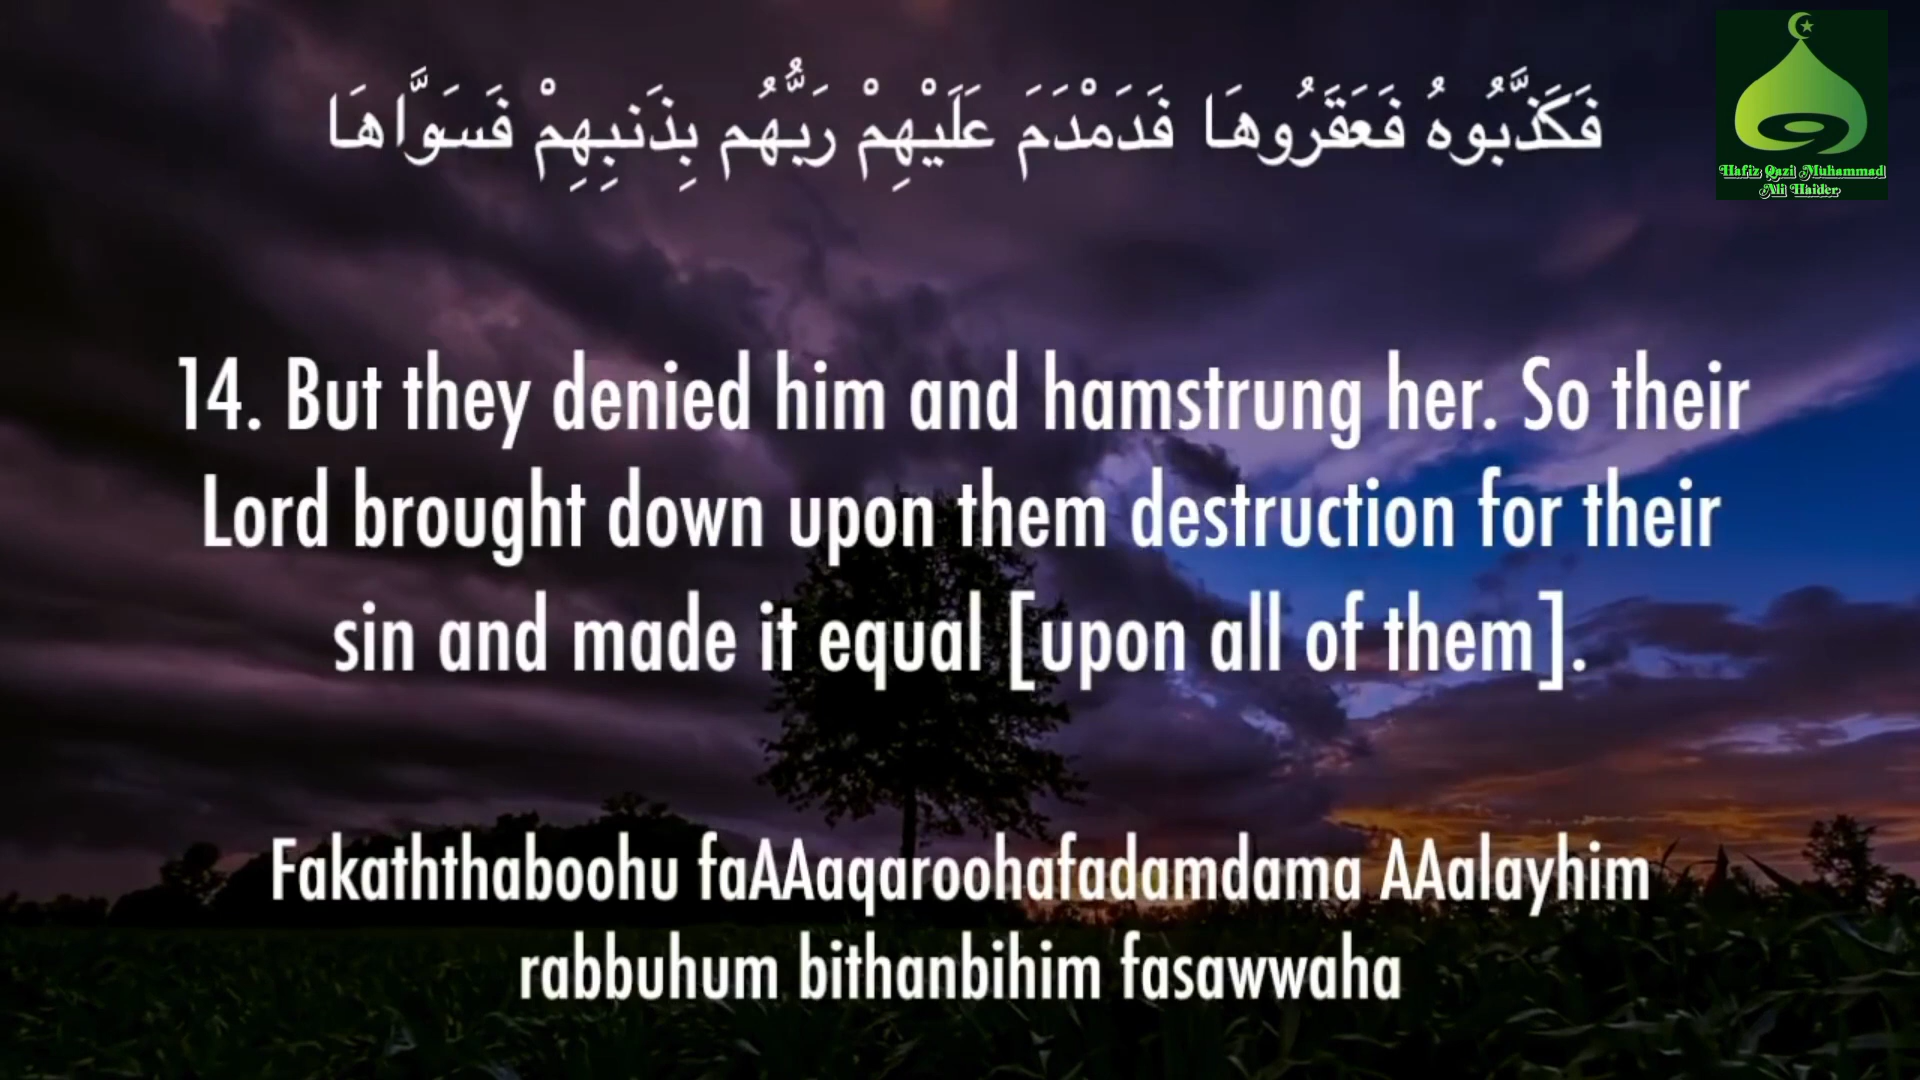 فَكَذَّبُوهُ فَعَقَرُوهَا فَدَمْدَمَ عَلَيْهِمْ رَبُّهُم بِذَنبِهِمْ فَسَوَّاهَا
Hafiz Qazi Muhammad
Ali Haider
14. But they denied him and hamstrung her. So their
Lord brought down upon them destruction for their
sin and made it equal [upon all of them].
Fakaththaboohu faAAaqaroohafadamdama AAalayhim
rabbuhum bithanbihim fasawwaha